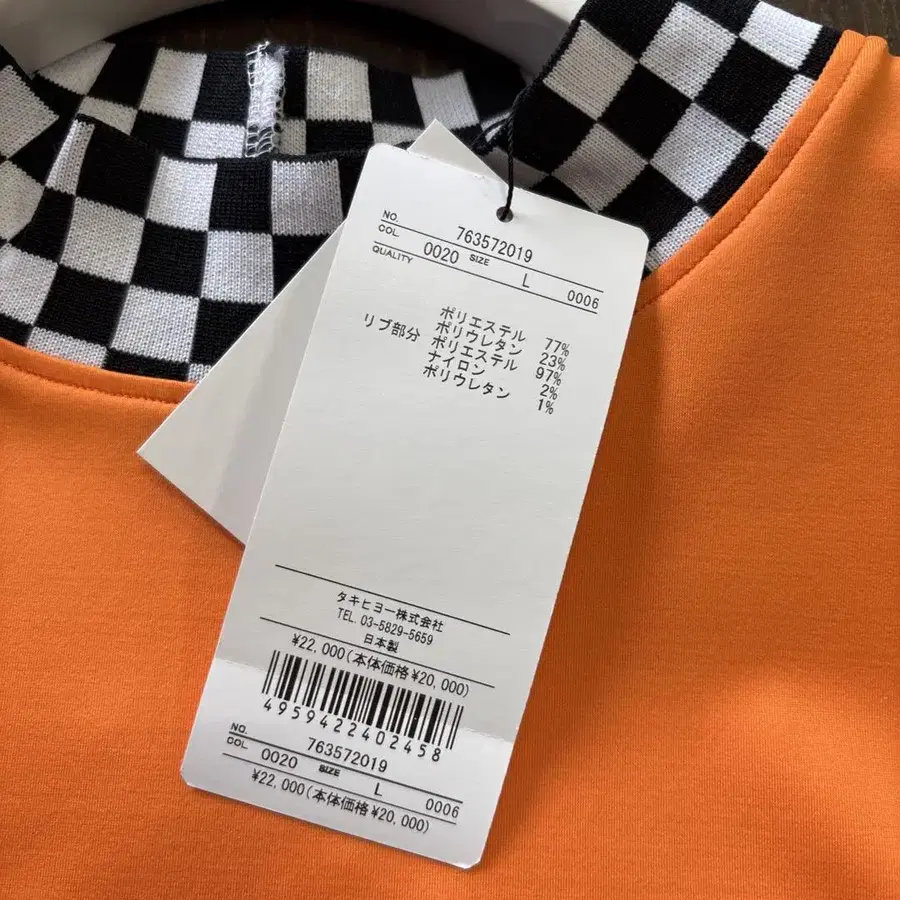 NO. 763572019
COL. 0020 SIZE L 0006
QUALITY
ポリエステル 77%
ポリウレタン 23%
リブ部分 ポリエステル 97%
ナイロン 2%
ポリウレタン 1%
タキヒヨー株式会社
TEL. 03-5829-5659
日本製
¥22,000(本体価格¥20,000)
4959422402458
NO. 763572019
COL. 0020 SIZE L 0006
¥22,000(本体価格¥20,000)